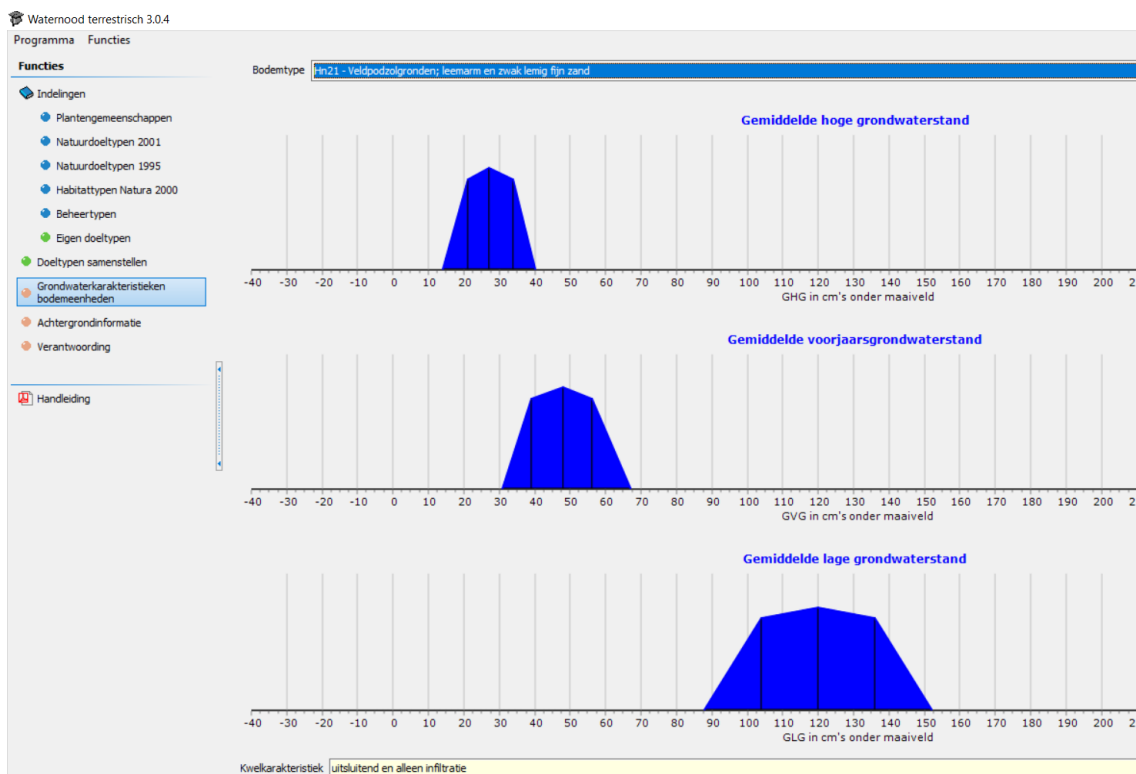 Waternood terrestrisch 3.0.4
Programma Functies
Functies
Indelingen
Plantengemeenschappen
Natuurdoeltypen 2001
Natuurdoeltypen 1995
Habitattypen Natura 2000
Beheertypen
Eigen doeltypen
Doeltypen samenstellen
Grondwaterkarakteristieken
bodemeenheden
Achtergrondinformatie
Verantwoording
Handleiding
Bodemtype Hn21 - Veldpodzolgronden; leemarm en zwak lemig fijn zand
Gemiddelde hoge grondwaterstand
-40 -30 -20 -10 0 10 20 30 40 50 60 70 80 90 100 110 120 130 140 150 160 170 180 190 200 2
GHG in cm's onder maaiveld
Gemiddelde voorjaarsgrondwaterstand
-40 -30 -20 -10 0 10 20 30 40 50 60 70 80 90 100 110 120 130 140 150 160 170 180 190 200 2
GVG in cm's onder maaiveld
Gemiddelde lage grondwaterstand
-40 -30 -20 -10 0 10 20 30 40 50 60 70 80 90 100 110 120 130 140 150 160 170 180 190 200 2
GLG in cm's onder maaiveld
Kwelkarakteristiek uitsluitend en alleen infiltratie